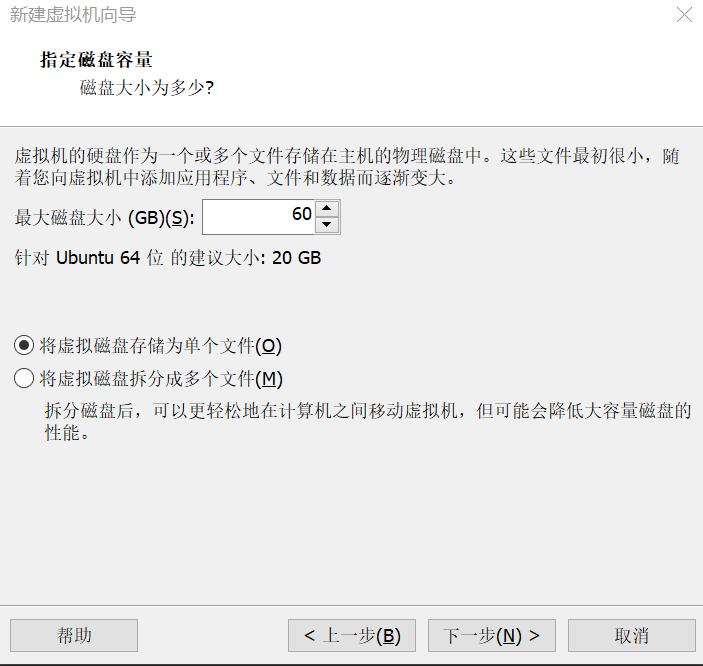 新建虚拟机向导
指定磁盘容量
磁盘大小为多少?
虚拟机的硬盘作为一个或多个文件存储在主机的物理磁盘中。这些文件最初很小，随
着您向虚拟机中添加应用程序、文件和数据而逐渐变大。
最大磁盘大小 (GB)(S): 60
针对 Ubuntu 64 位 的建议大小: 20 GB
将虚拟磁盘存储为单个文件(O)
将虚拟磁盘拆分成多个文件(M)
拆分磁盘后，可以更轻松地在计算机之间移动虚拟机，但可能会降低大容量磁盘的
性能。
帮助 < 上一步(B) 下一步(N) > 取消